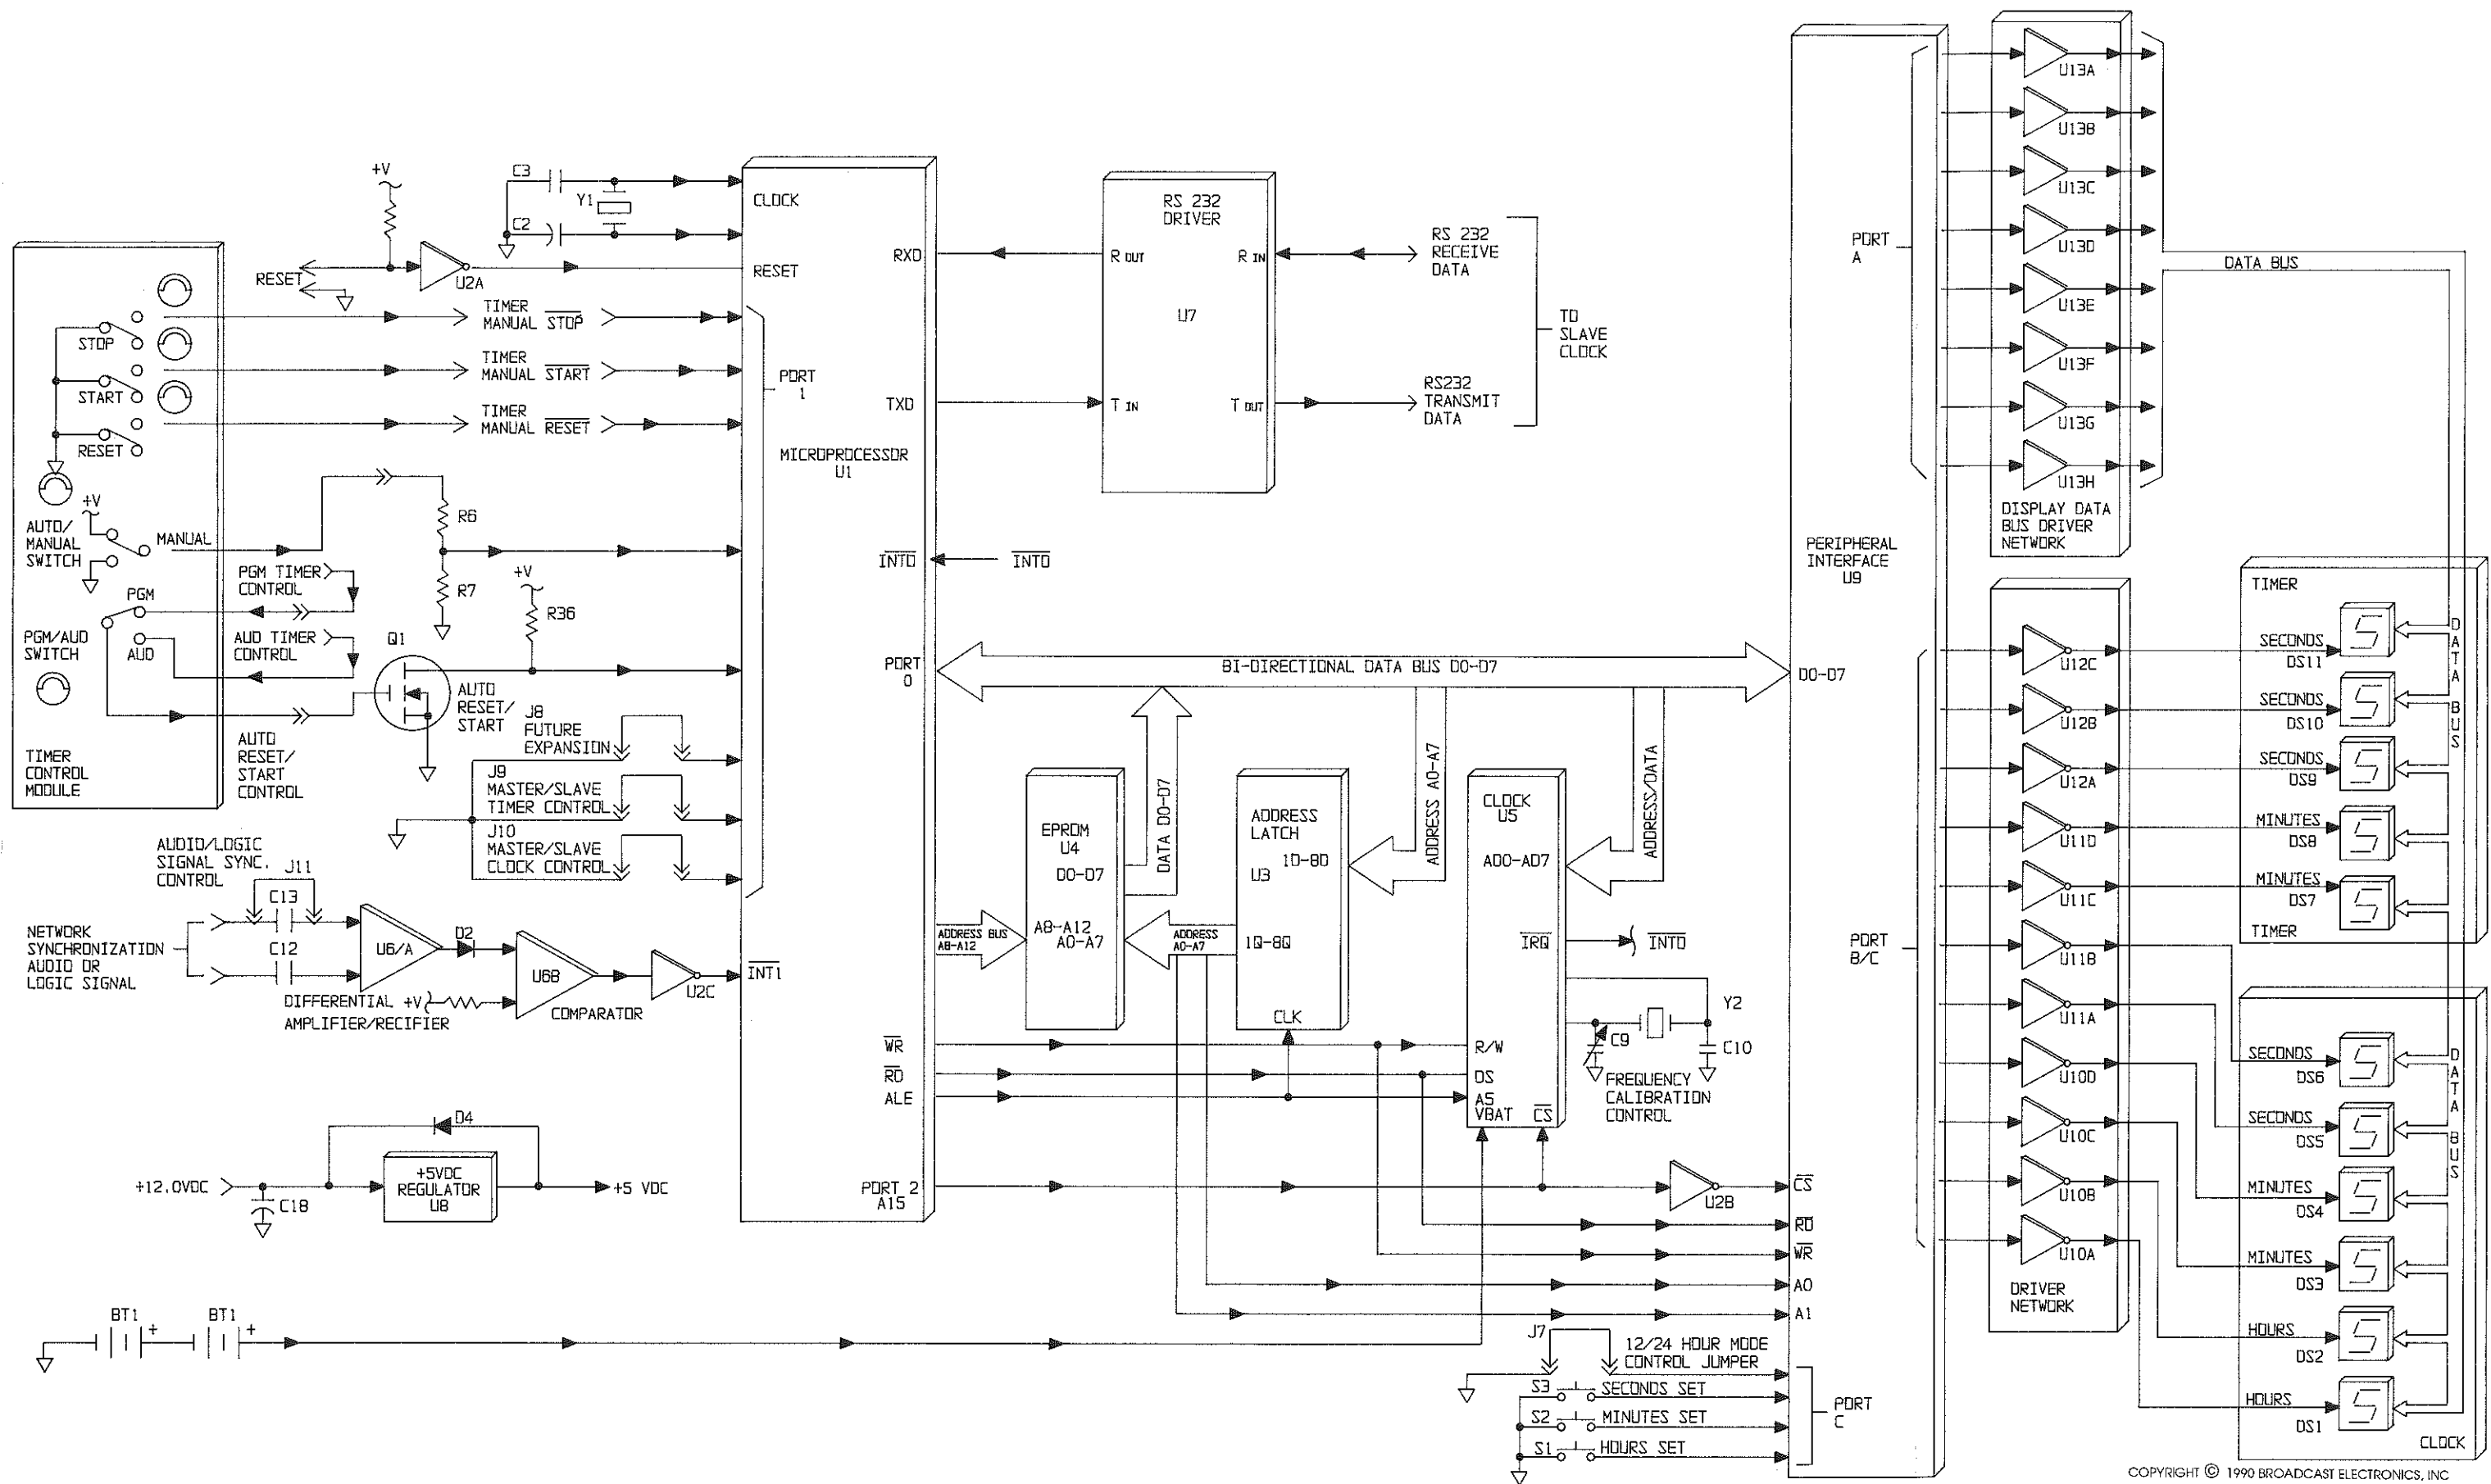 STOP
START
RESET
+V
AUTO/
MANUAL
SWITCH
MANUAL
PGM
AUD
PGM/AUD
SWITCH
TIMER
CONTROL
MODULE
RESET
+V
U2A
C3
C2
Y1
TIMER
MANUAL STOP
TIMER
MANUAL START
TIMER
MANUAL RESET
R6
R7
PGM TIMER
CONTROL
AUD TIMER
CONTROL
+V
R36
Q1
AUTO
RESET/
START
AUTO
RESET/
START
CONTROL
J8
FUTURE
EXPANSION
J9
MASTER/SLAVE
TIMER CONTROL
J10
MASTER/SLAVE
CLOCK CONTROL
AUDIO/LOGIC
SIGNAL SYNC.
CONTROL
J11
C13
C12
NETWORK
SYNCHRONIZATION
AUDIO OR
LOGIC SIGNAL
U6/A
D2
U6B
U2C
DIFFERENTIAL
AMPLIFIER/RECIFIER
+V
COMPARATOR
D4
+12.0VDC
C18
+5VDC
REGULATOR
U8
+5 VDC
BT1
+
BT1
+
CLOCK
RESET
PORT
1
MICROPROCESSOR
U1
RXD
TXD
INT0
PORT
0
INT1
WR
RD
ALE
PORT 2
A15
INT0
RS 232
DRIVER
R OUT
R IN
U7
T IN
T OUT
RS 232
RECEIVE
DATA
RS232
TRANSMIT
DATA
TO
SLAVE
CLOCK
BI-DIRECTIONAL DATA BUS D0-D7
DATA D0-D7
ADDRESS A0-A7
ADDRESS/DATA
ADDRESS BUS
A8-A12
EPROM
U4
D0-D7
A8-A12
A0-A7
ADDRESS
A0-A7
ADDRESS
LATCH
1D-8D
U3
1Q-8Q
CLK
CLOCK
U5
AD0-AD7
IRQ
R/W
DS
AS
VBAT
CS
INT0
Y2
C9
C10
FREQUENCY
CALIBRATION
CONTROL
U2B
J7
12/24 HOUR MODE
CONTROL JUMPER
S3
SECONDS SET
S2
MINUTES SET
S1
HOURS SET
PORT
A
PERIPHERAL
INTERFACE
U9
D0-D7
PORT
B/C
CS
RD
WR
A0
A1
PORT
C
U13A
U13B
U13C
U13D
U13E
U13F
U13G
U13H
DISPLAY DATA
BUS DRIVER
NETWORK
DATA BUS
U12C
U12B
U12A
U11D
U11C
U11B
U11A
U10D
U10C
U10B
U10A
DRIVER
NETWORK
TIMER
SECONDS
DS11
SECONDS
DS10
SECONDS
DS9
MINUTES
DS8
MINUTES
DS7
TIMER
DATA BUS
SECONDS
DS6
SECONDS
DS5
MINUTES
DS4
MINUTES
DS3
HOURS
DS2
HOURS
DS1
DATA BUS
CLOCK
COPYRIGHT © 1990 BROADCAST ELECTRONICS, INC